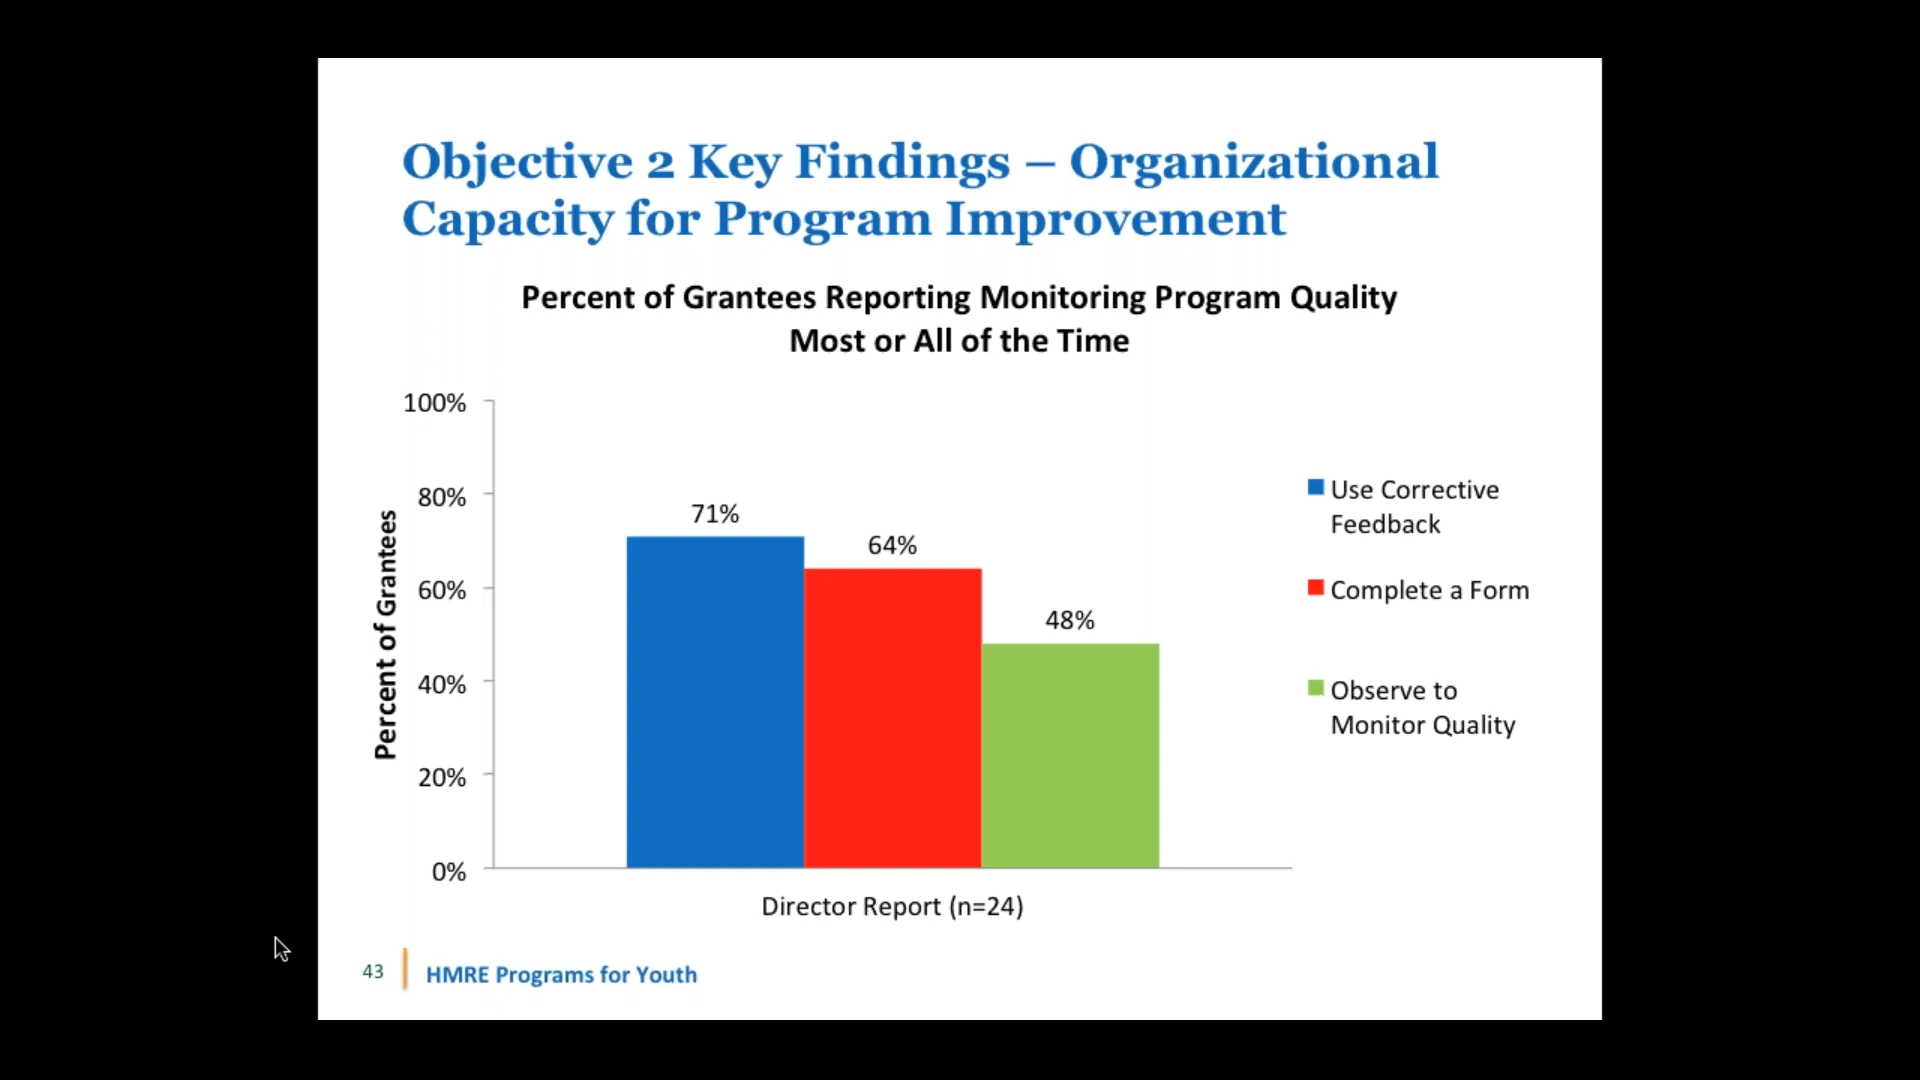 Objective 2 Key Findings – Organizational
Capacity for Program Improvement
Percent of Grantees Reporting Monitoring Program Quality
Most or All of the Time
Percent of Grantees
100%
80%
60%
40%
20%
0%
71%
64%
48%
Director Report (n=24)
Use Corrective
Feedback
Complete a Form
Observe to
Monitor Quality
43
HMRE Programs for Youth